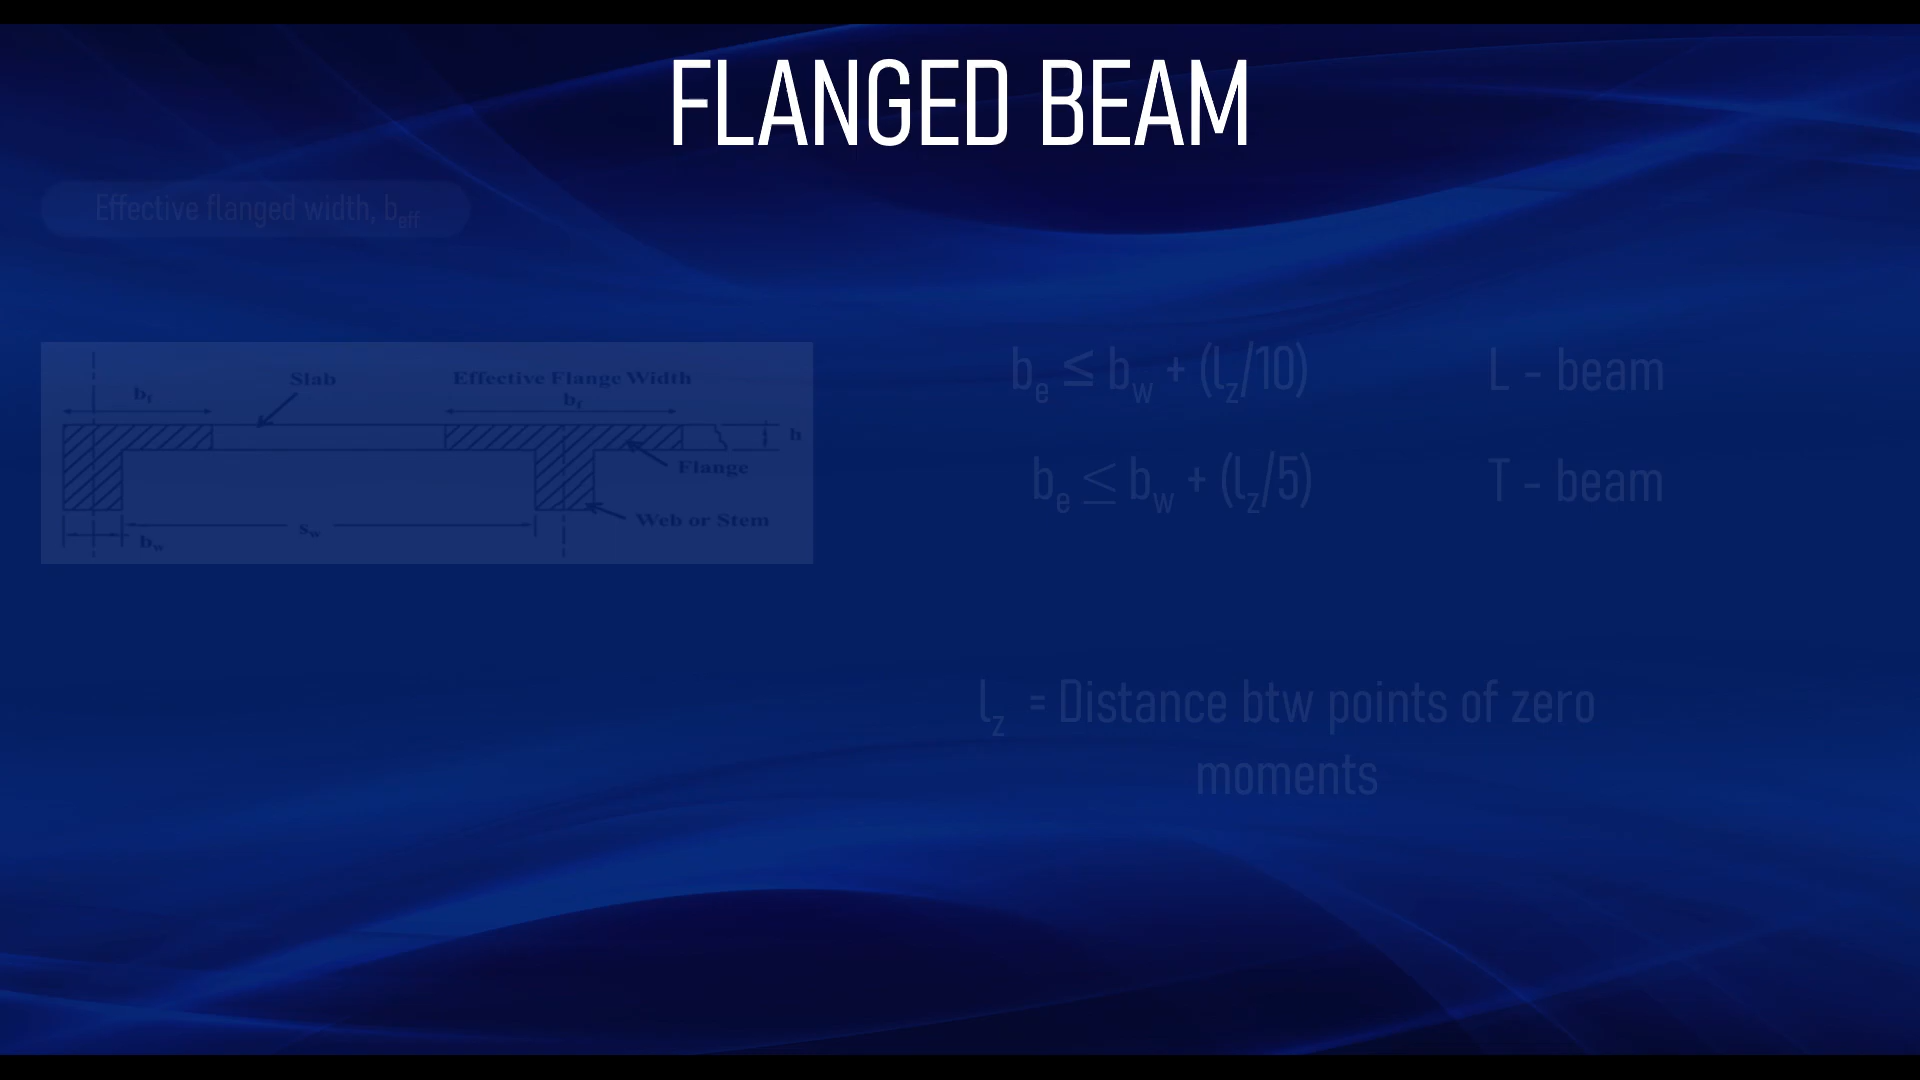 FLANGED BEAM
Effective flanged width, beff
Slab
Effective Flange Width
bf
bf
h
Flange
Web or Stem
sw
bw
be ≤ bw + (lz/10)
L - beam
be ≤ bw + (lz/5)
T - beam
lz = Distance btw points of zero
moments